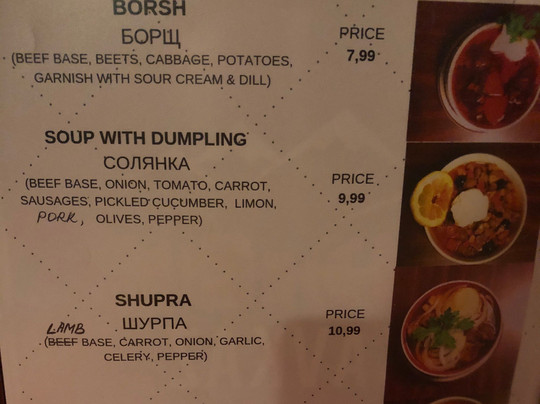 BORSH
БОРЩ
(BEEF BASE, BEETS, CABBAGE, POTATOES,
GARNISH WITH SOUR CREAM & DILL)
PRICE
7,99
SOUP WITH DUMPLING
СОЛЯНКА
(BEEF BASE, ONION, TOMATO, CARROT,
SAUSAGES, PICKLED CUCUMBER, LIMON,
PORK, OLIVES, PEPPER)
PRICE
9,99
SHUPRA
ШУРПА
LAMB
(BEEF BASE, CARROT, ONION, GARLIC,
CELERY, PEPPER)
PRICE
10,99